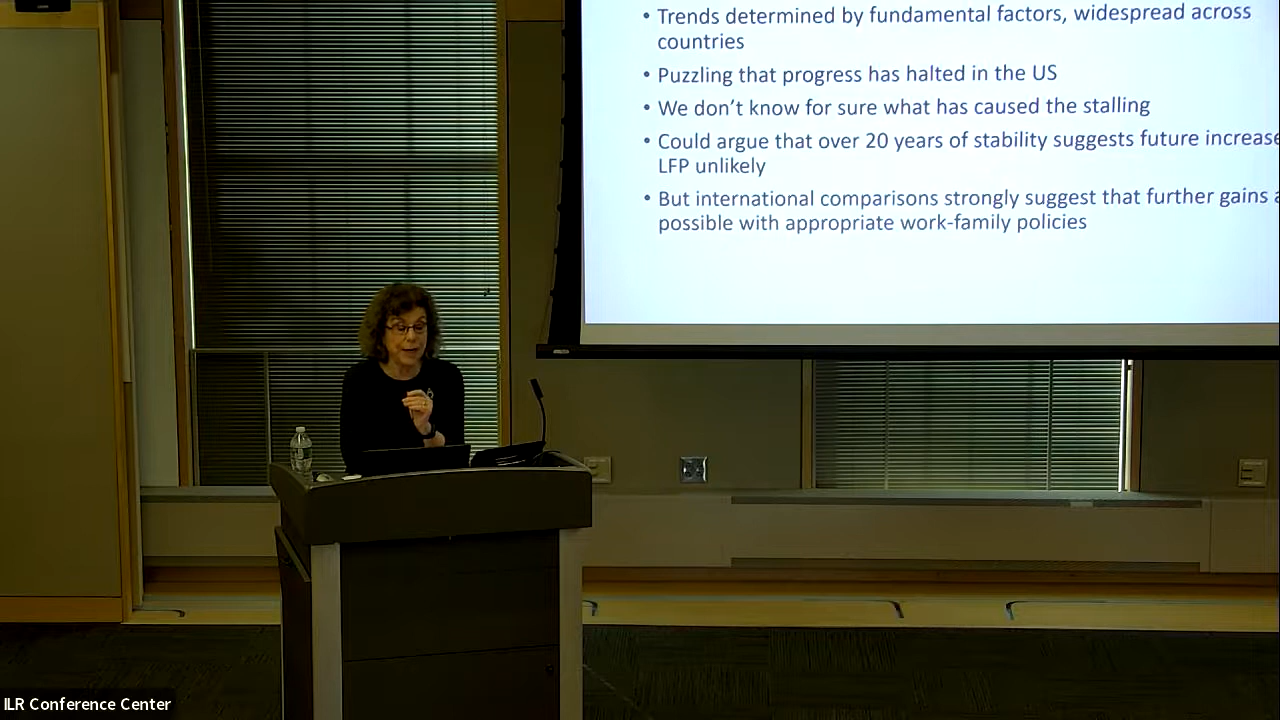 • Trends determined by fundamental factors, widespread across
countries
• Puzzling that progress has halted in the US
• We don't know for sure what has caused the stalling
• Could argue that over 20 years of stability suggests future increase
LFP unlikely
• But international comparisons strongly suggest that further gains
possible with appropriate work-family policies
ILR Conference Center